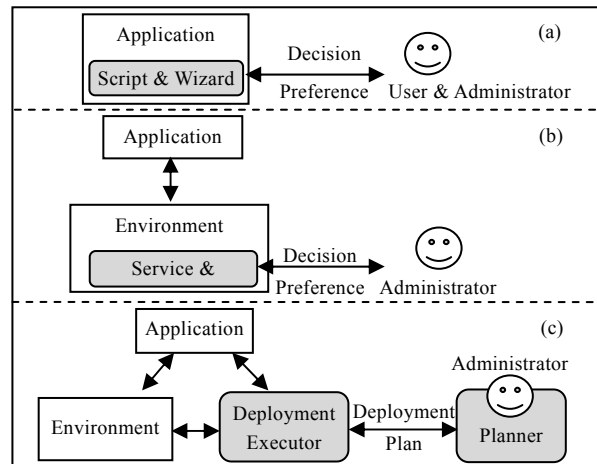 Application
(a)
Script & Wizard
Decision
Preference
User & Administrator
Application
(b)
Environment
Service &
Decision
Preference
Administrator
Application
(c)
Administrator
Environment
Deployment
Executor
Deployment
Plan
Planner